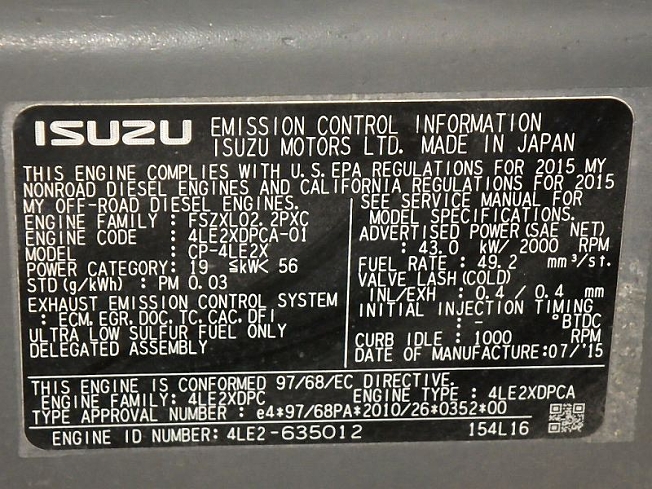 ISUZU EMISSION CONTROL INFORMATION
ISUZU MOTORS LTD. MADE IN JAPAN
THIS ENGINE COMPLIES WITH U.S. EPA REGULATIONS FOR 2015 MY
NONROAD DIESEL ENGINES AND CALIFORNIA REGULATIONS FOR 2015
MY OFF-ROAD DIESEL ENGINES.
ENGINE FAMILY : FSZXL02.2PXC
ENGINE CODE : 4LE2XDPCA-01
MODEL : CP-4LE2X
POWER CATEGORY: 19 ≦kW< 56
STD (g/kWh) : PM 0.03
EXHAUST EMISSION CONTROL SYSTEM
: ECM, EGR, DOC, TC, CAC, DFI
ULTRA LOW SULFUR FUEL ONLY
DELEGATED ASSEMBLY
SEE SERVICE MANUAL FOR
MODEL SPECIFICATIONS.
ADVERTISED POWER (SAE NET)
: 43.0 kW/ 2000 RPM
FUEL RATE : 49.2 mm³/st.
VALVE LASH (COLD)
INL/EXH : 0.4 / 0.4 mm
INITIAL INJECTION TIMING
: - °BTDC
CURB IDLE : 1000 RPM
DATE OF MANUFACTURE:07/'15
THIS ENGINE IS CONFORMED 97/68/EC DIRECTIVE.
ENGINE FAMILY: 4LE2XDPC ENGINE TYPE : 4LE2XDPCA
TYPE APPROVAL NUMBER : e4*97/68PA*2010/26*0352*00
ENGINE ID NUMBER: 4LE2-635012 154L16